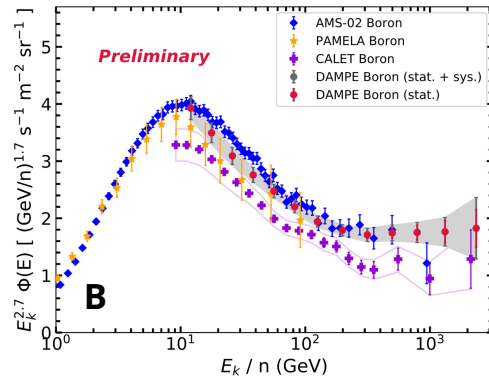 AMS-02 Boron
PAMELA Boron
CALET Boron
DAMPE Boron (stat. + sys.)
DAMPE Boron (stat.)
Preliminary
B
E_k^{2.7} Φ(E) [ (GeV/n)^{1.7} s^{-1} m^{-2} sr^{-1} ]
5
4
3
2
1
0
10^0 10^1 10^2 10^3
E_k / n (GeV)